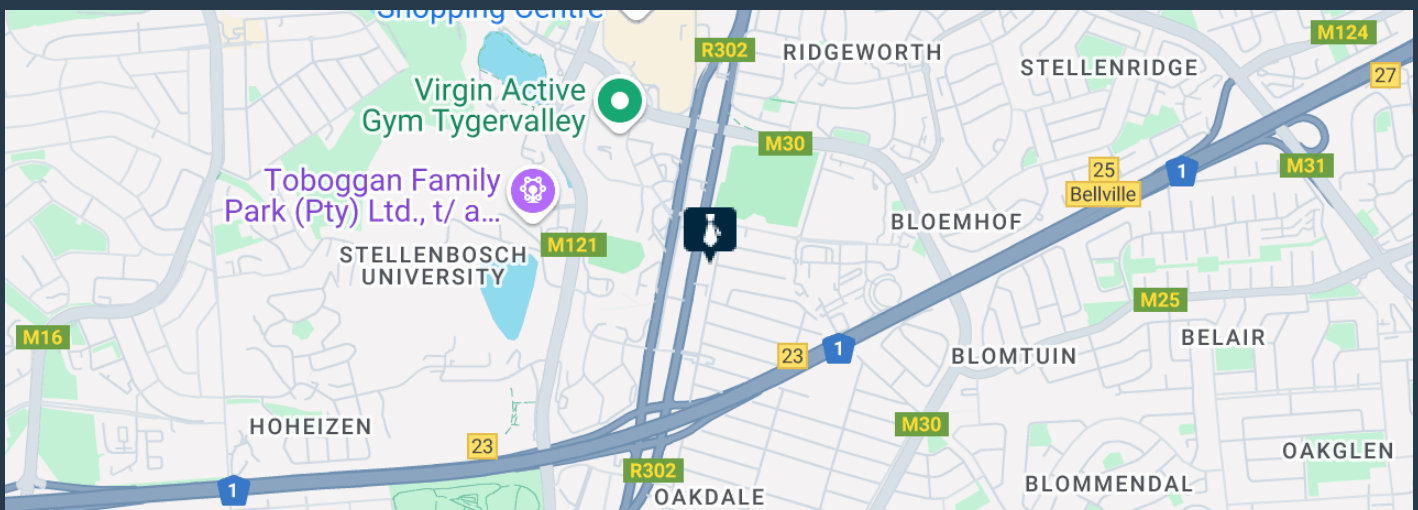 Shopping Centre
R302
RIDGEWORTH
M124
STELLENRIDGE
27
Virgin Active
Gym Tygervalley
M30
Toboggan Family
Park (Pty) Ltd., t/ a...
25
Bellville
1
M31
BLOEMHOF
M121
STELLENBOSCH
UNIVERSITY
M25
M16
BELAIR
23
1
BLOMTUIN
HOHEIZEN
M30
23
OAKGLEN
R302
1
OAKDALE
BLOMMENDAL